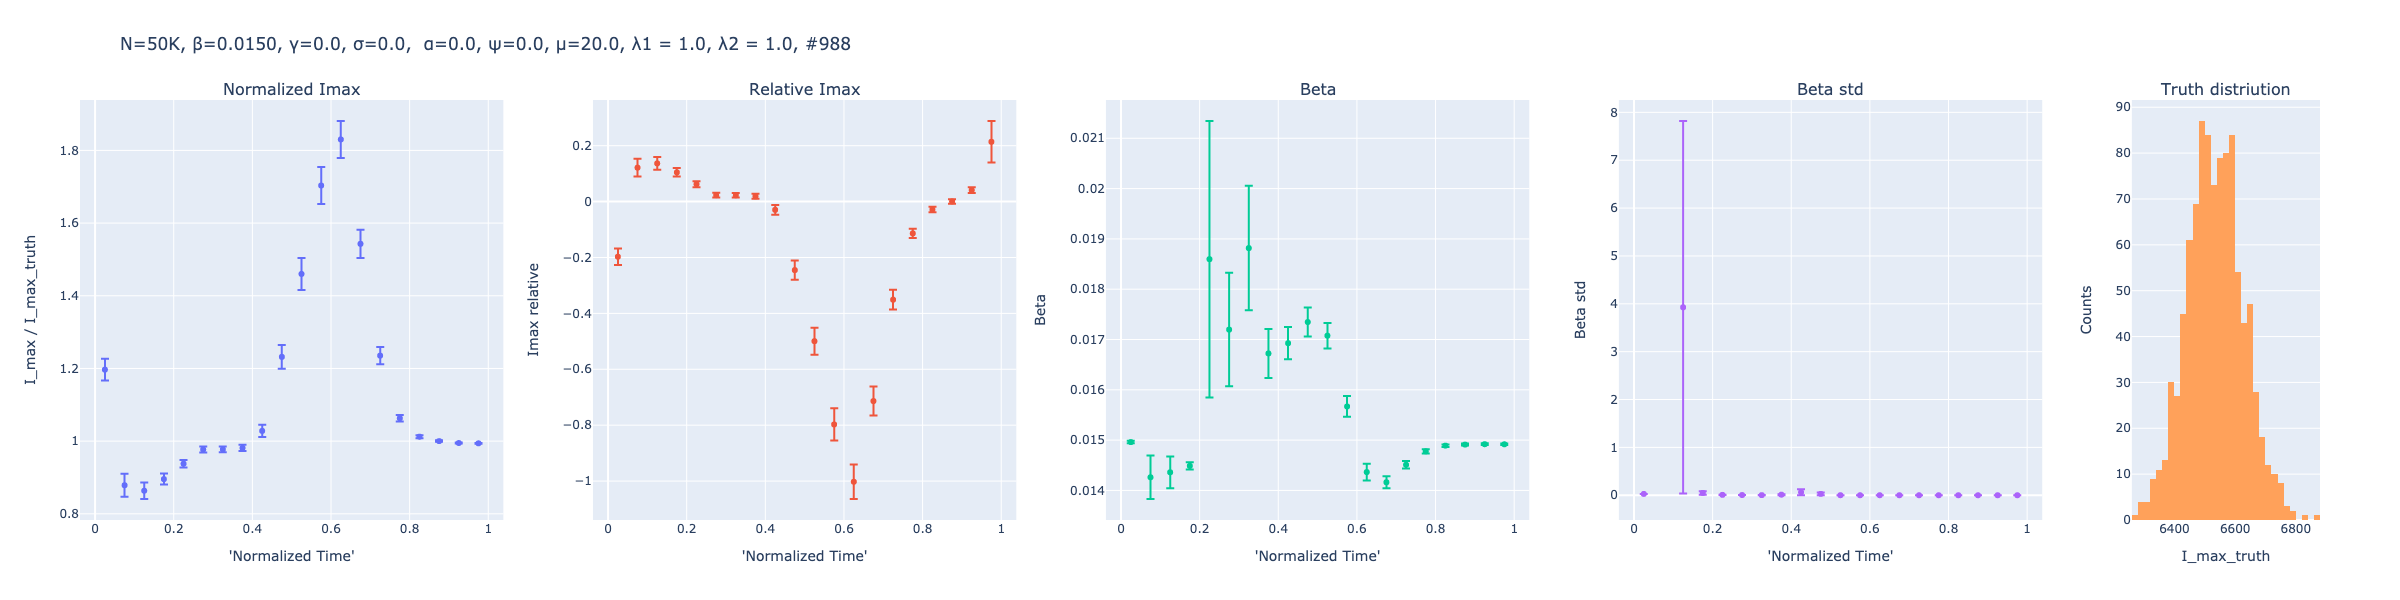 N=50K, β=0.0150, γ=0.0, σ=0.0,  α=0.0, ψ=0.0, μ=20.0, λ1 = 1.0, λ2 = 1.0, #988
Normalized Imax
I_max / I_max_truth
1.8
1.6
1.4
1.2
1
0.8
0 0.2 0.4 0.6 0.8 1
'Normalized Time'
Relative Imax
Imax relative
0.2
0
−0.2
−0.4
−0.6
−0.8
−1
0 0.2 0.4 0.6 0.8 1
'Normalized Time'
Beta
Beta
0.021
0.02
0.019
0.018
0.017
0.016
0.015
0.014
0 0.2 0.4 0.6 0.8 1
'Normalized Time'
Beta std
Beta std
8
7
6
5
4
3
2
1
0
0 0.2 0.4 0.6 0.8 1
'Normalized Time'
Truth distriution
Counts
90
80
70
60
50
40
30
20
10
0
6400 6600 6800
I_max_truth